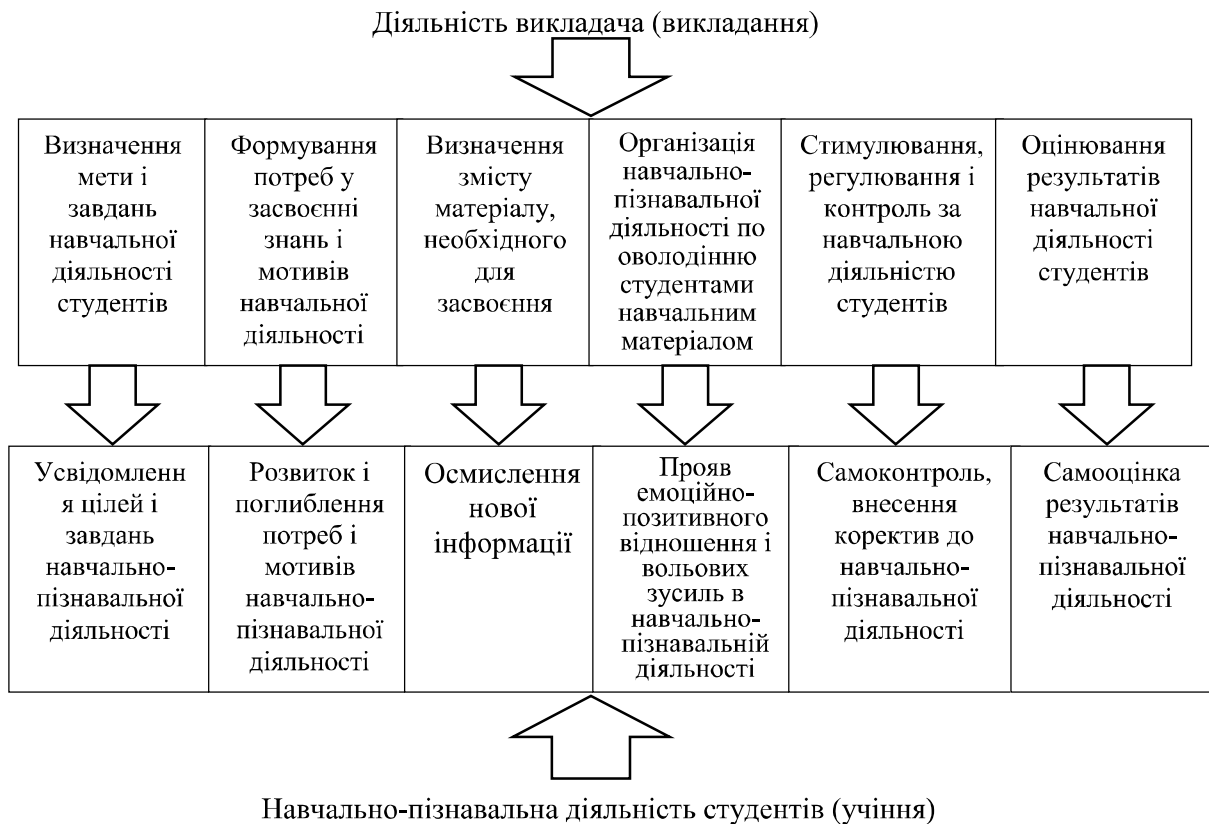 Діяльність викладача (викладання)
Визначення
мети і
завдань
навчальної
діяльності
студентів
Формування
потреб у
засвоєнні
знань і
мотивів
навчальної
діяльності
Визначення
змісту
матеріалу,
необхідного
для
засвоєння
Організація
навчально-
пізнавальної
діяльності по
оволодінню
студентами
навчальним
матеріалом
Стимулювання,
регулювання і
контроль за
навчальною
діяльністю
студентів
Оцінювання
результатів
навчальної
діяльності
студентів
Усвідомленн
я цілей і
завдань
навчально-
пізнавальної
діяльності
Розвиток і
поглиблення
потреб і
мотивів
навчально-
пізнавальної
діяльності
Осмислення
нової
інформації
Прояв
емоційно-
позитивного
відношення і
вольових
зусиль в
навчально-
пізнавальній
діяльності
Самоконтроль,
внесення
коректив до
навчально-
пізнавальної
діяльності
Самооцінка
результатів
навчально-
пізнавальної
діяльності
Навчально-пізнавальна діяльність студентів (учіння)